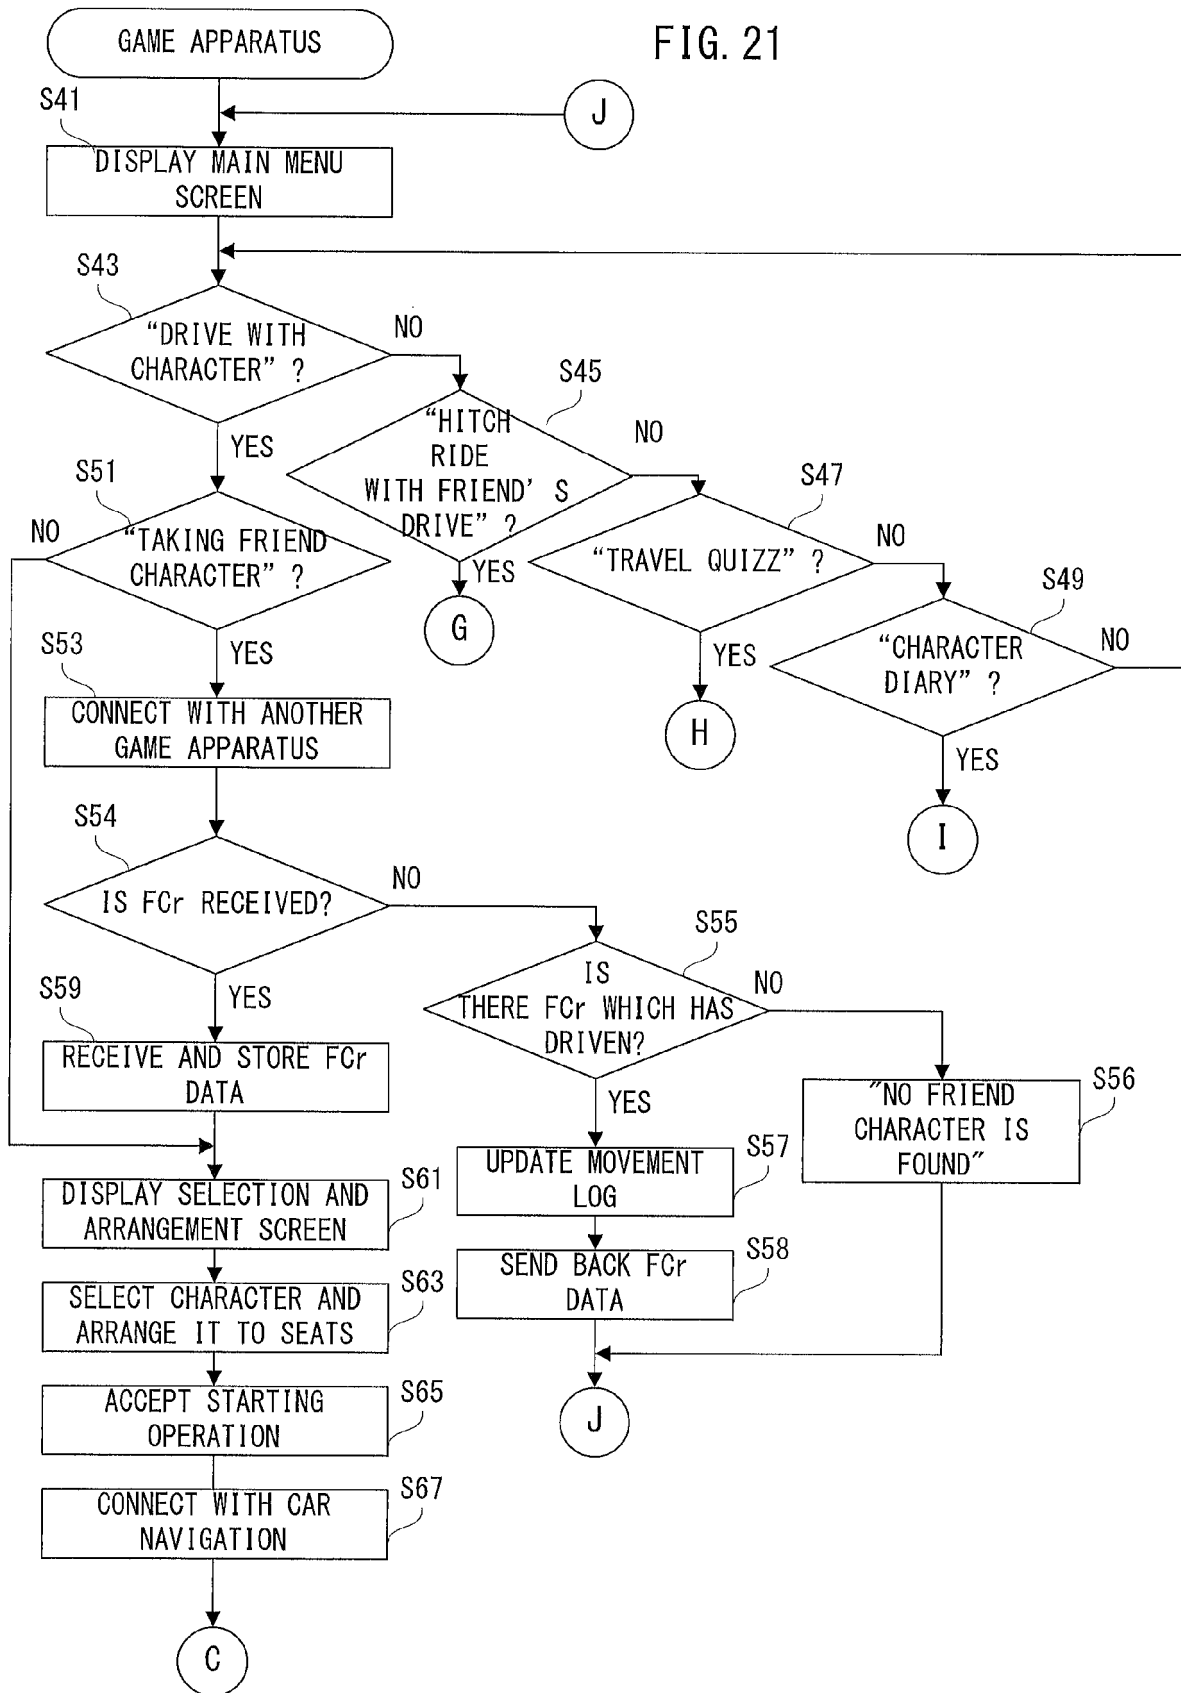 GAME APPARATUS
FIG. 21
J
S41
DISPLAY MAIN MENU
SCREEN
S43
"DRIVE WITH
CHARACTER" ?
NO
YES
S45
"HITCH
RIDE
WITH FRIEND' S
DRIVE" ?
NO
YES
G
S47
"TRAVEL QUIZZ" ?
NO
YES
H
S49
"CHARACTER
DIARY" ?
NO
YES
I
S51
NO
"TAKING FRIEND
CHARACTER" ?
YES
S53
CONNECT WITH ANOTHER
GAME APPARATUS
S54
IS FCr RECEIVED?
NO
YES
S55
IS
THERE FCr WHICH HAS
DRIVEN?
NO
YES
S56
"NO FRIEND
CHARACTER IS
FOUND"
S57
UPDATE MOVEMENT
LOG
S58
SEND BACK FCr
DATA
J
S59
RECEIVE AND STORE FCr
DATA
S61
DISPLAY SELECTION AND
ARRANGEMENT SCREEN
S63
SELECT CHARACTER AND
ARRANGE IT TO SEATS
S65
ACCEPT STARTING
OPERATION
S67
CONNECT WITH CAR
NAVIGATION
C